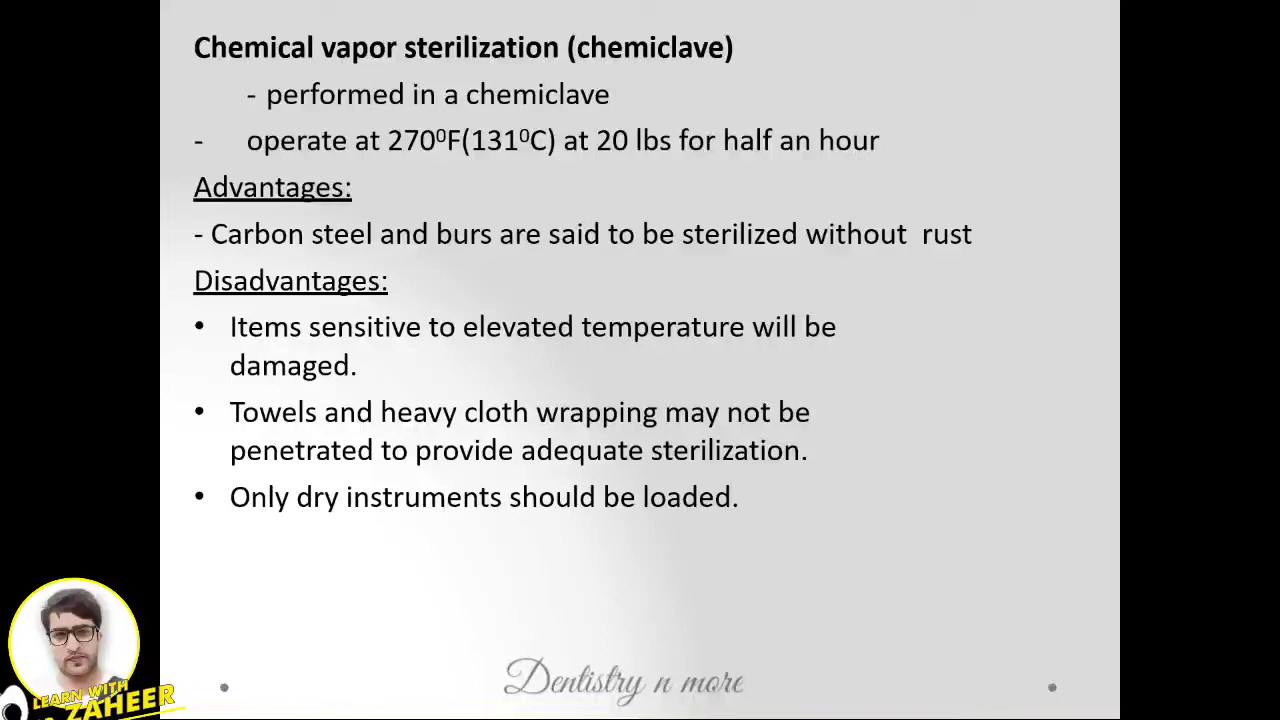 Chemical vapor sterilization (chemiclave)
- performed in a chemiclave
- operate at 270⁰F(131⁰C) at 20 lbs for half an hour
Advantages:
- Carbon steel and burs are said to be sterilized without rust
Disadvantages:
• Items sensitive to elevated temperature will be
damaged.
• Towels and heavy cloth wrapping may not be
penetrated to provide adequate sterilization.
• Only dry instruments should be loaded.
Dentistry n more
LEARN WITH
ZAHEER